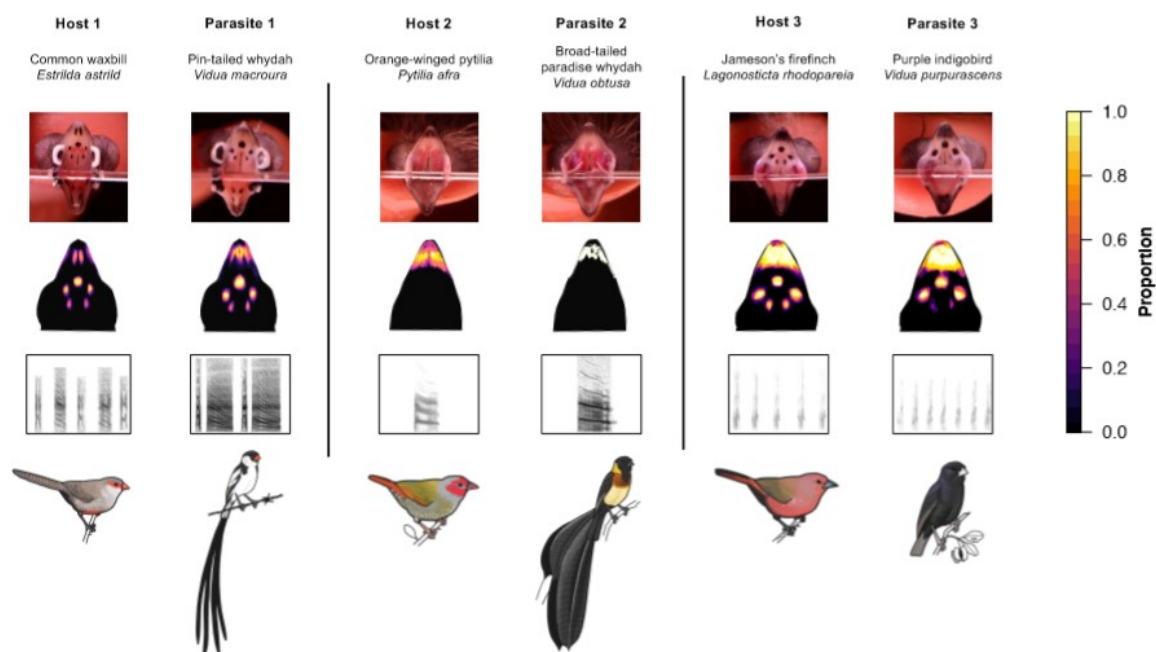 Host 1
Parasite 1
Host 2
Parasite 2
Host 3
Parasite 3
Common waxbill
Estrilda astrild
Pin-tailed whydah
Vidua macroura
Orange-winged pytilia
Pytilia afra
Broad-tailed
paradise whydah
Vidua obtusa
Jameson's firefinch
Lagonosticta rhodopareia
Purple indigobird
Vidua purpurascens
1.0
0.8
0.6
0.4
0.2
0.0
Proportion